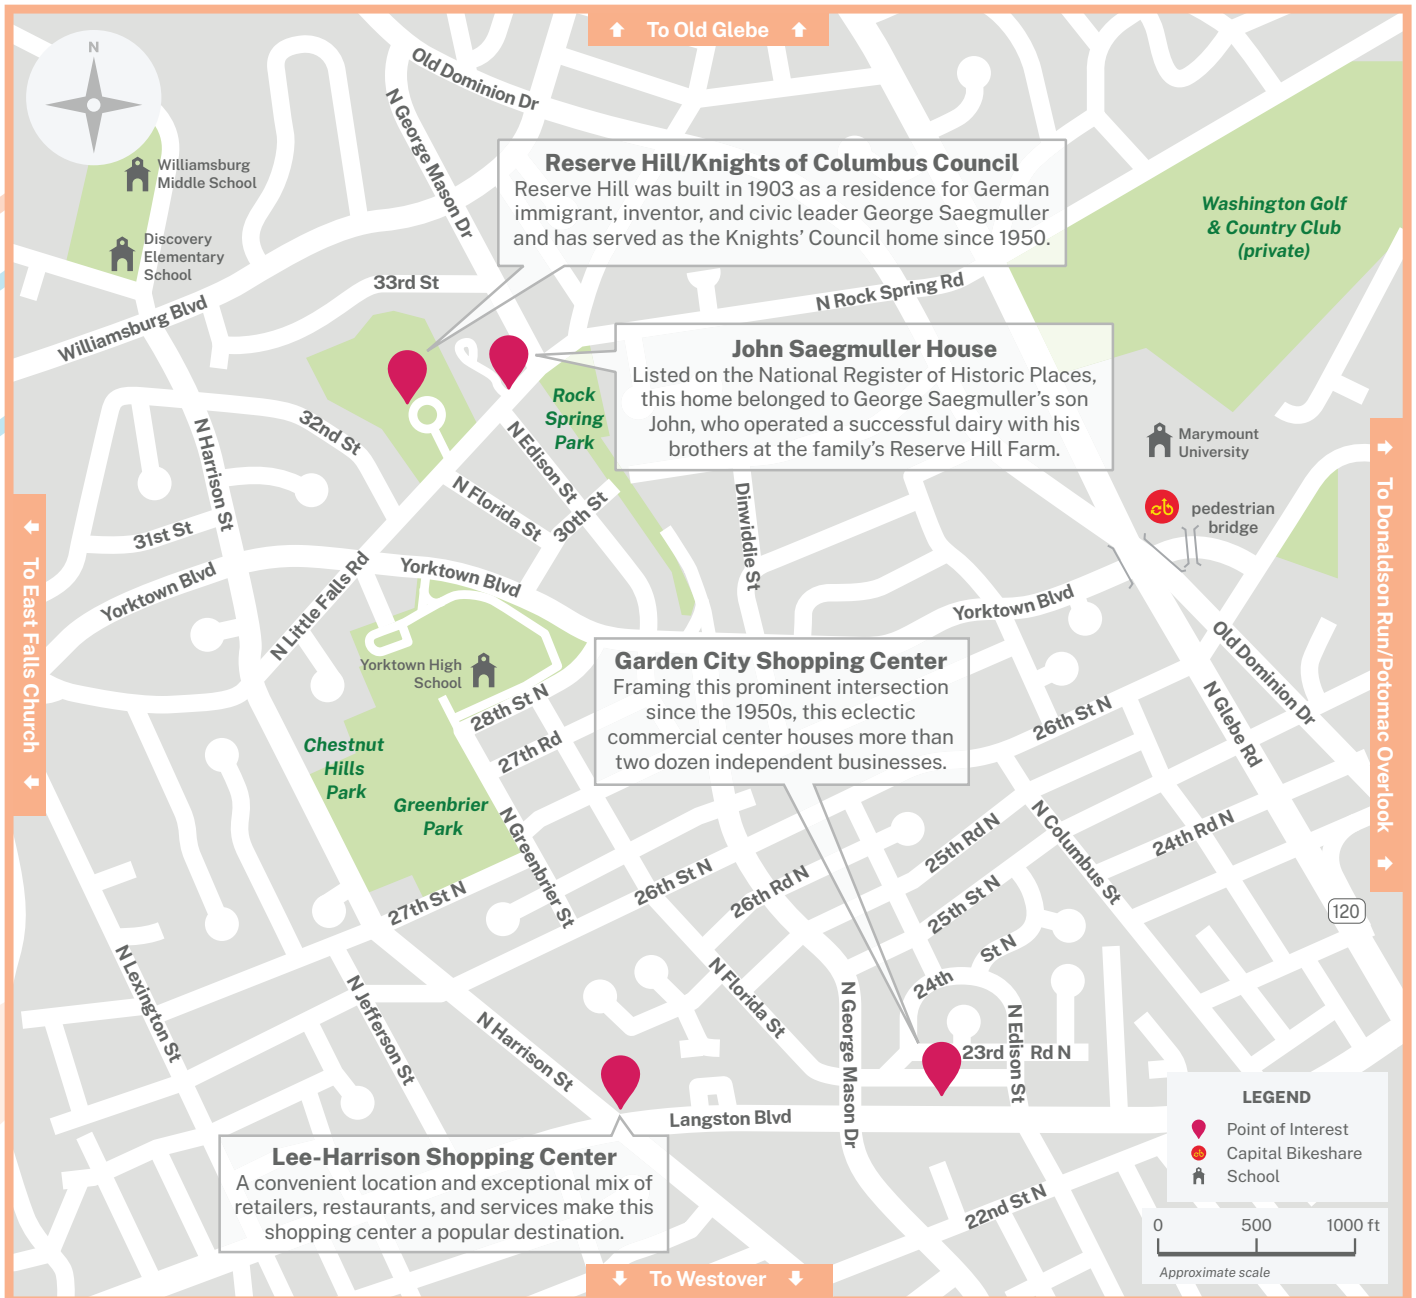 To Old Glebe
N
Old Dominion Dr
N George Mason Dr
Williamsburg
Middle School
Discovery
Elementary
School
Reserve Hill/Knights of Columbus Council
Reserve Hill was built in 1903 as a residence for German
immigrant, inventor, and civic leader George Saegmuller
and has served as the Knights' Council home since 1950.
Washington Golf
& Country Club
(private)
33rd St
N Rock Spring Rd
Williamsburg Blvd
John Saegmuller House
Listed on the National Register of Historic Places,
this home belonged to George Saegmuller's son
John, who operated a successful dairy with his
brothers at the family's Reserve Hill Farm.
Rock
Spring
Park
32nd St
N Harrison St
N Edison St
Marymount
University
N Florida St
30th St
Dinwiddie St
pedestrian
bridge
31st St
Yorktown Blvd
Yorktown Blvd
N Little Falls Rd
Yorktown Blvd
To East Falls Church
To Donaldson Run/Potomac Overlook
Yorktown High
School
Garden City Shopping Center
Framing this prominent intersection
since the 1950s, this eclectic
commercial center houses more than
two dozen independent businesses.
Old Dominion Dr
N Glebe Rd
28th St N
27th Rd
26th St N
Chestnut
Hills
Park
Greenbrier
Park
N Greenbrier St
25th Rd N
N Columbus St
24th Rd N
27th St N
26th St N
26th Rd N
25th St N
120
N Lexington St
N Jefferson St
N Harrison St
N Florida St
N George Mason Dr
24th
St N
N Edison St
23rd
Rd N
Langston Blvd
Lee-Harrison Shopping Center
A convenient location and exceptional mix of
retailers, restaurants, and services make this
shopping center a popular destination.
22nd St N
LEGEND
Point of Interest
Capital Bikeshare
School
0
500
1000 ft
Approximate scale
To Westover